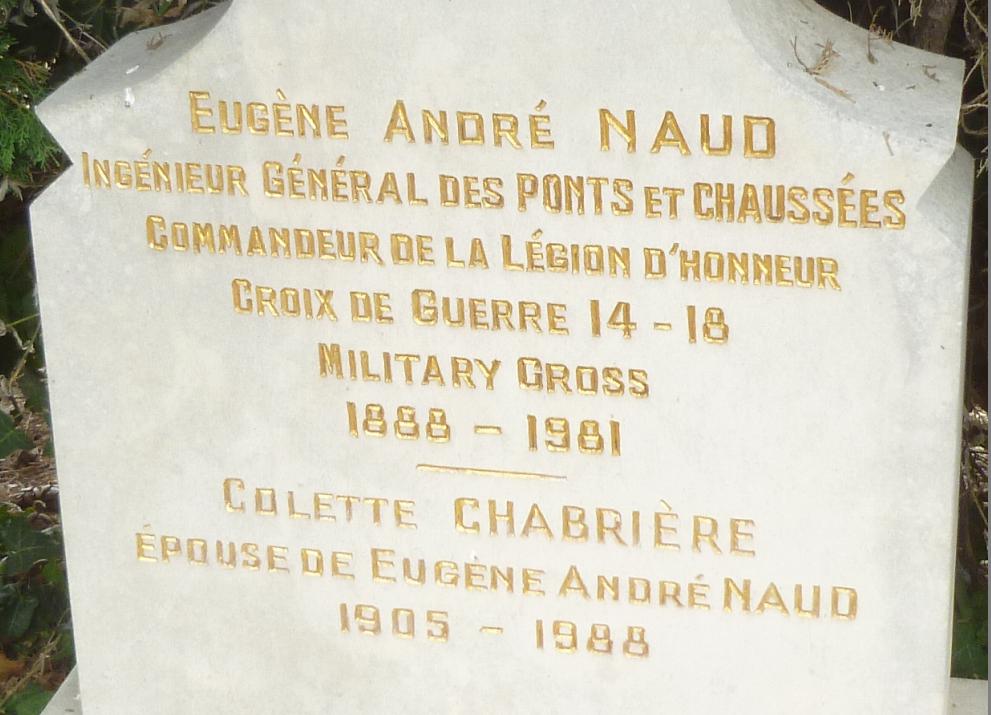 EUGÈNE ANDRÉ NAUD
INGÉNIEUR GÉNÉRAL DES PONTS ET CHAUSSÉES
COMMANDEUR DE LA LÉGION D'HONNEUR
CROIX DE GUERRE 14 - 18
MILITARY CROSS
1888 - 1981
COLETTE CHABRIÈRE
ÉPOUSE DE EUGÈNE ANDRÉ NAUD
1905 - 1988